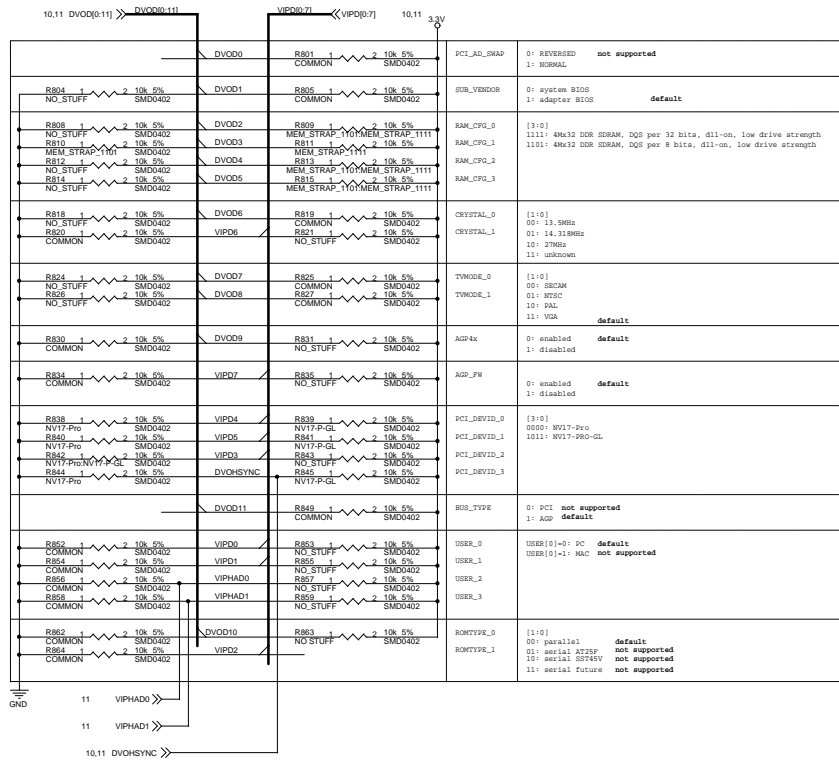 10,11 DVOD[0:11] DVOD[0:11] VIPD[0:7] VIPD[0:7] 10,11 3.3V
DVOD0 R801 1 2 10k 5% PCI_AD_SWAP 0: REVERSED not supported
COMMON SMD0402 1: NORMAL
R804 1 2 10k 5% DVOD1 R805 1 2 10k 5% SUB_VENDOR 0: system BIOS
NO_STUFF SMD0402 COMMON SMD0402 1: adapter BIOS default
R808 1 2 10k 5% DVOD2 R809 1 2 10k 5% RAM_CFG_0 [3:0]
NO_STUFF SMD0402 MEM_STRAP_1101:MEM_STRAP_1111 1111: 4Mx32 DDR SDRAM, DQS per 32 bits, dll-on, low drive strength
R810 1 2 10k 5% DVOD3 R811 1 2 10k 5% RAM_CFG_1 1101: 4Mx32 DDR SDRAM, DQS per 8 bits, dll-on, low drive strength
MEM_STRAP_1101 SMD0402 MEM_STRAP_1111 SMD0402
R812 1 2 10k 5% DVOD4 R813 1 2 10k 5% RAM_CFG_2
NO_STUFF SMD0402 MEM_STRAP_1101:MEM_STRAP_1111
R814 1 2 10k 5% DVOD5 R815 1 2 10k 5% RAM_CFG_3
NO_STUFF SMD0402 MEM_STRAP_1101:MEM_STRAP_1111
R818 1 2 10k 5% DVOD6 R819 1 2 10k 5% CRYSTAL_0 [1:0]
NO_STUFF SMD0402 COMMON SMD0402 00: 13.5MHz
R820 1 2 10k 5% VIPD6 R821 1 2 10k 5% CRYSTAL_1 01: 14.318MHz
COMMON SMD0402 NO_STUFF SMD0402 10: 27MHz
11: unknown
R824 1 2 10k 5% DVOD7 R825 1 2 10k 5% TVMODE_0 [1:0]
NO_STUFF SMD0402 COMMON SMD0402 00: SECAM
R826 1 2 10k 5% DVOD8 R827 1 2 10k 5% TVMODE_1 01: NTSC
NO_STUFF SMD0402 COMMON SMD0402 10: PAL
11: VGA default
R830 1 2 10k 5% DVOD9 R831 1 2 10k 5% AGP4x 0: enabled default
COMMON SMD0402 NO_STUFF SMD0402 1: disabled
R834 1 2 10k 5% VIPD7 R835 1 2 10k 5% AGP_FW 0: enabled default
COMMON SMD0402 NO_STUFF SMD0402 1: disabled
R838 1 2 10k 5% VIPD4 R839 1 2 10k 5% PCI_DEVID_0 [3:0]
NV17-Pro SMD0402 NV17-P-GL SMD0402 0000: NV17-Pro
R840 1 2 10k 5% VIPD5 R841 1 2 10k 5% PCI_DEVID_1 1011: NV17-PRO-GL
NV17-Pro SMD0402 NV17-P-GL SMD0402
R842 1 2 10k 5% VIPD3 R843 1 2 10k 5% PCI_DEVID_2
NV17-Pro:NV17-P-GL SMD0402 NO_STUFF SMD0402
R844 1 2 10k 5% DVOHSYNC R845 1 2 10k 5% PCI_DEVID_3
NV17-Pro SMD0402 NV17-P-GL SMD0402
DVOD11 R849 1 2 10k 5% BUS_TYPE 0: PCI not supported
COMMON SMD0402 1: AGP default
R852 1 2 10k 5% VIPD0 R853 1 2 10k 5% USER_0 USER[0]=0: PC default
COMMON SMD0402 NO_STUFF SMD0402 USER[0]=1: MAC not supported
R854 1 2 10k 5% VIPD1 R855 1 2 10k 5% USER_1
COMMON SMD0402 NO_STUFF SMD0402
R856 1 2 10k 5% VIPHAD0 R857 1 2 10k 5% USER_2
COMMON SMD0402 NO_STUFF SMD0402
R858 1 2 10k 5% VIPHAD1 R859 1 2 10k 5% USER_3
COMMON SMD0402 NO_STUFF SMD0402
R862 1 2 10k 5% DVOD10 R863 1 2 10k 5% ROMTYPE_0 [1:0]
COMMON SMD0402 NO STUFF SMD0402 00: parallel default
R864 1 2 10k 5% VIPD2 ROMTYPE_1 01: serial AT25F not supported
COMMON SMD0402 10: serial SST45V not supported
11: serial future not supported
GND
11 VIPHAD0
11 VIPHAD1
10,11 DVOHSYNC